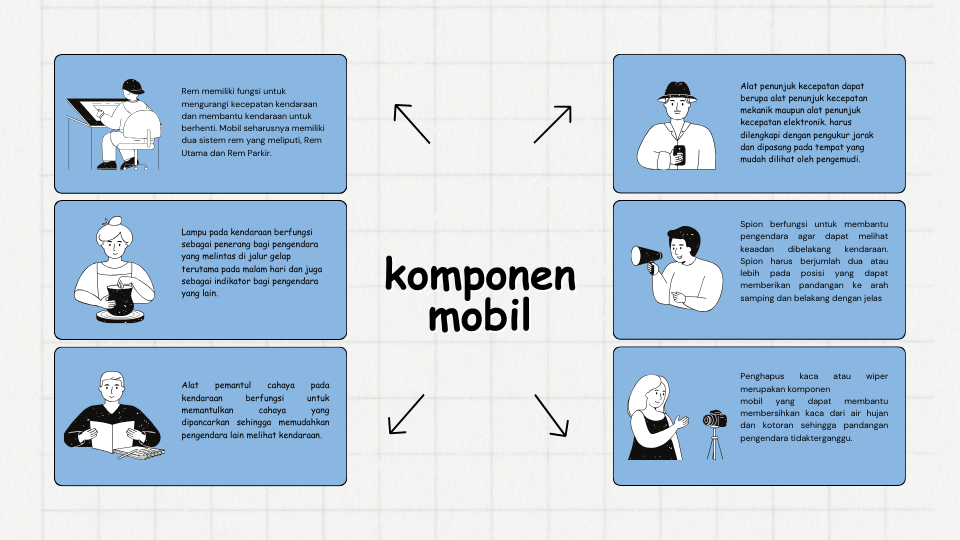 Rem memiliki fungsi untuk
mengurangi kecepatan kendaraan
dan membantu kendaraan untuk
berhenti. Mobil seharusnya memiliki
dua sistem rem yang meliputi, Rem
Utama dan Rem Parkir.
Lampu pada kendaraan berfungsi
sebagai penerang bagi pengendara
yang melintas di jalur gelap
terutama pada malam hari dan juga
sebagai indikator bagi pengendara
yang lain.
Alat pemantul cahaya pada
kendaraan berfungsi untuk
memantulkan cahaya yang
dipancarkan sehingga memudahkan
pengendara lain melihat kendaraan.
komponen
mobil
Alat penunjuk kecepatan dapat
berupa alat penunjuk kecepatan
mekanik maupun alat penunjuk
kecepatan elektronik. harus
dilengkapi dengan pengukur jarak
dan dipasang pada tempat yang
mudah dilihat oleh pengemudi.
Spion berfungsi untuk membantu
pengendara agar dapat melihat
keaadan dibelakang kendaraan.
Spion harus berjumlah dua atau
lebih pada posisi yang dapat
memberikan pandangan ke arah
samping dan belakang dengan jelas
Penghapus kaca atau wiper
merupakan komponen
mobil yang dapat membantu
membersihkan kaca dari air hujan
dan kotoran sehingga pandangan
pengendara tidakterganggu.